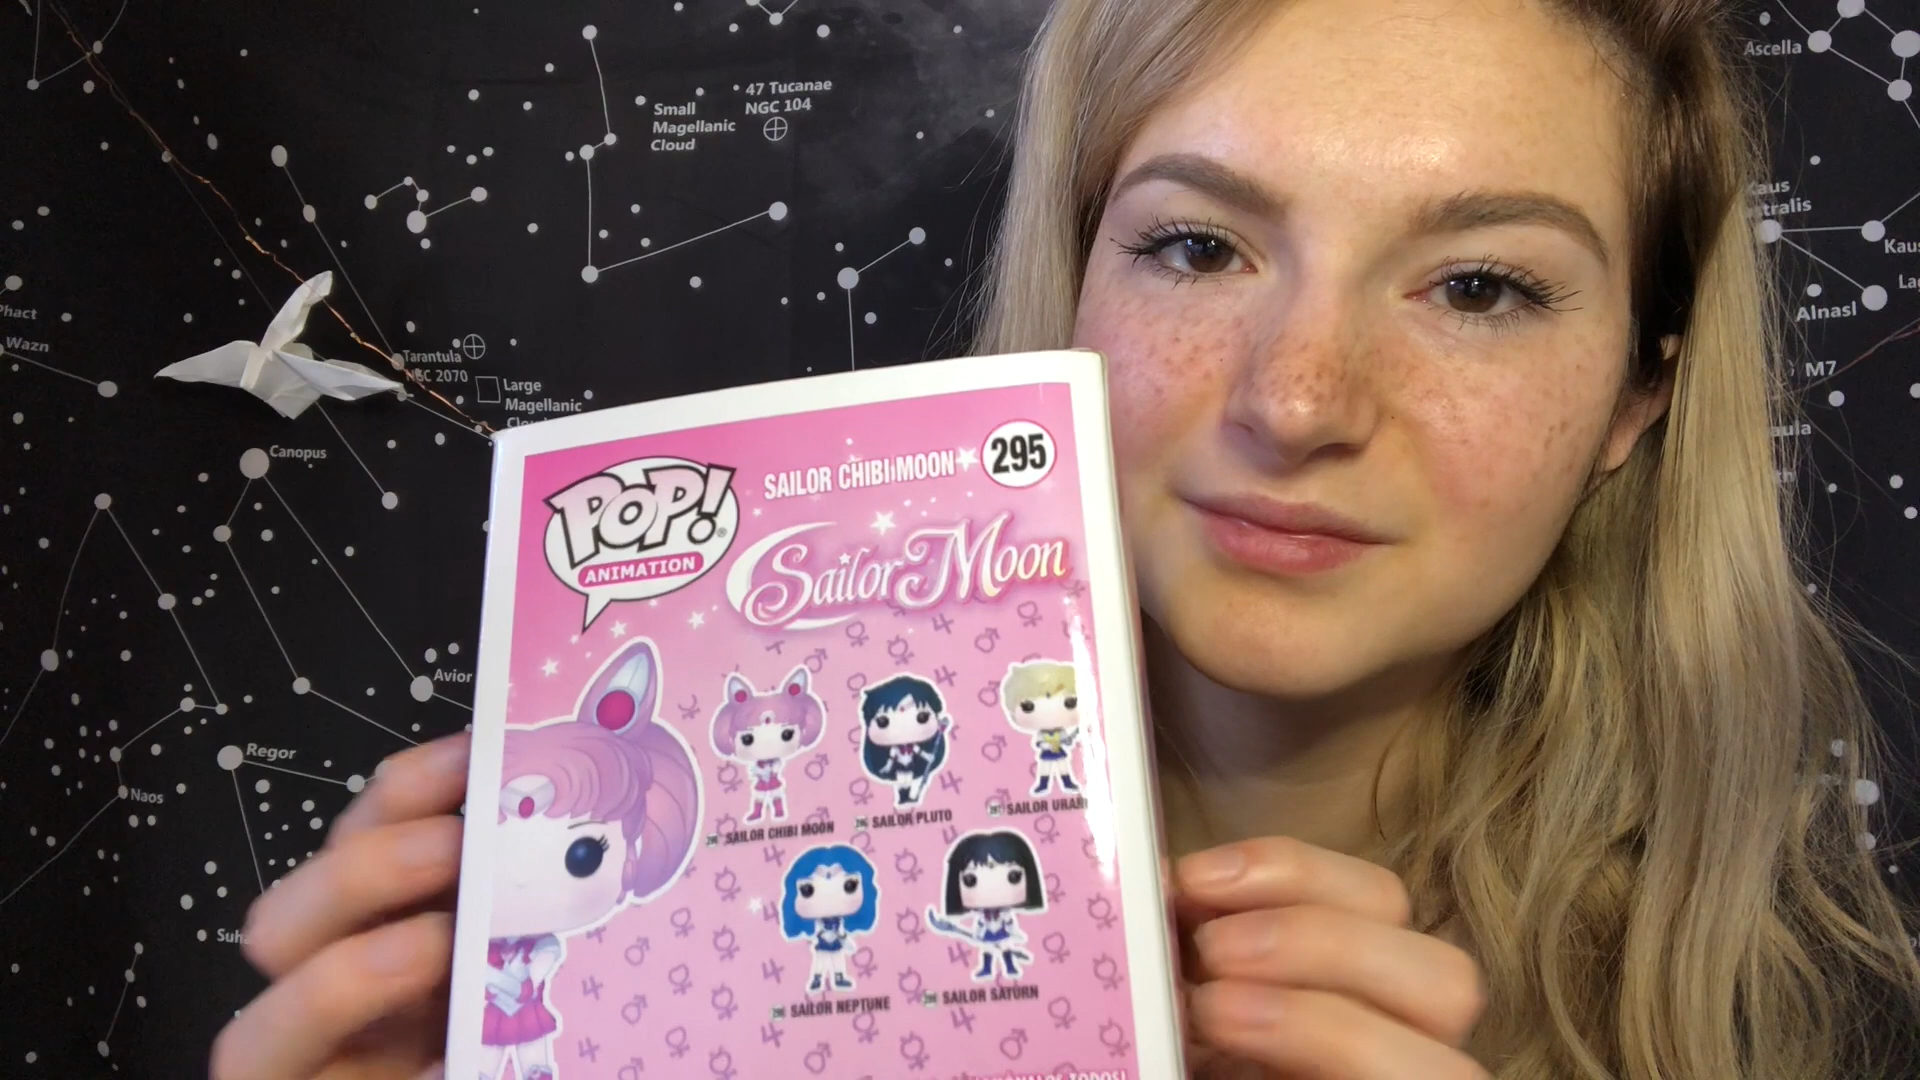 47 Tucanae
NGC 104
Small
Magellanic
Cloud
Ascella
Kaus
Alnasl
M7
Phact
Wazn
Tarantula
NGC 2070
Large
Magellanic
Canopus
Avior
Regor
Naos
POP!
ANIMATION
SAILOR CHIBI MOON
295
Sailor Moon
SAILOR CHIBI MOON
SAILOR PLUTO
SAILOR
SAILOR NEPTUNE
SAILOR SATURN